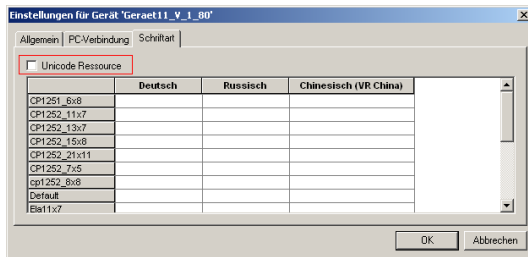 Einstellungen für Gerät 'Geraet11_V_1_80'
Allgemein PC-Verbindung Schriftart
Unicode Ressource
Deutsch Russisch Chinesisch (VR China)
CP1251_6x8
CP1252_11x7
CP1252_13x7
CP1252_15x8
CP1252_21x11
CP1252_7x5
cp1252_8x8
Default
Ela11x7
OK Abbrechen